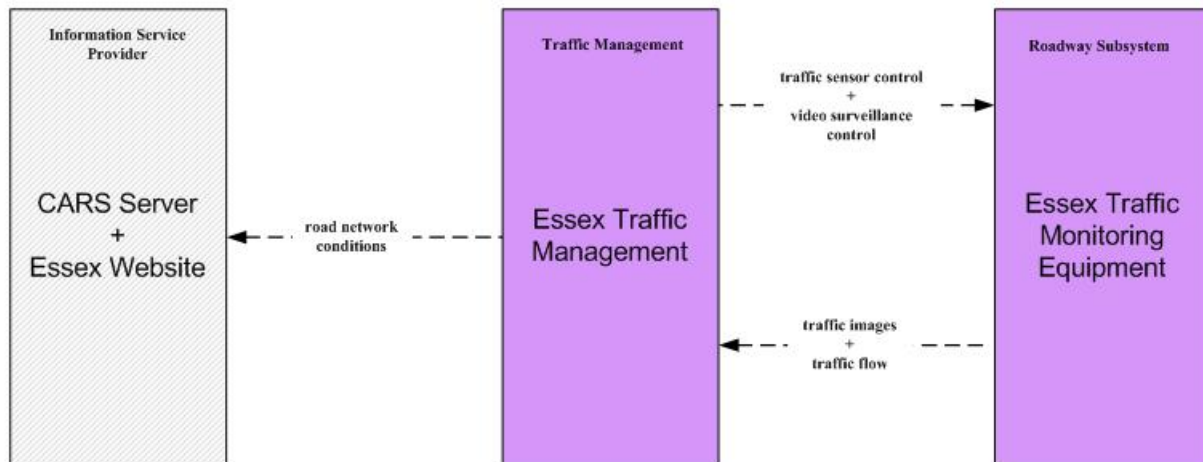 Information Service
Provider
CARS Server
+
Essex Website
road network
conditions
Traffic Management
Essex Traffic
Management
traffic sensor control
+
video surveillance
control
traffic images
+
traffic flow
Roadway Subsystem
Essex Traffic
Monitoring
Equipment